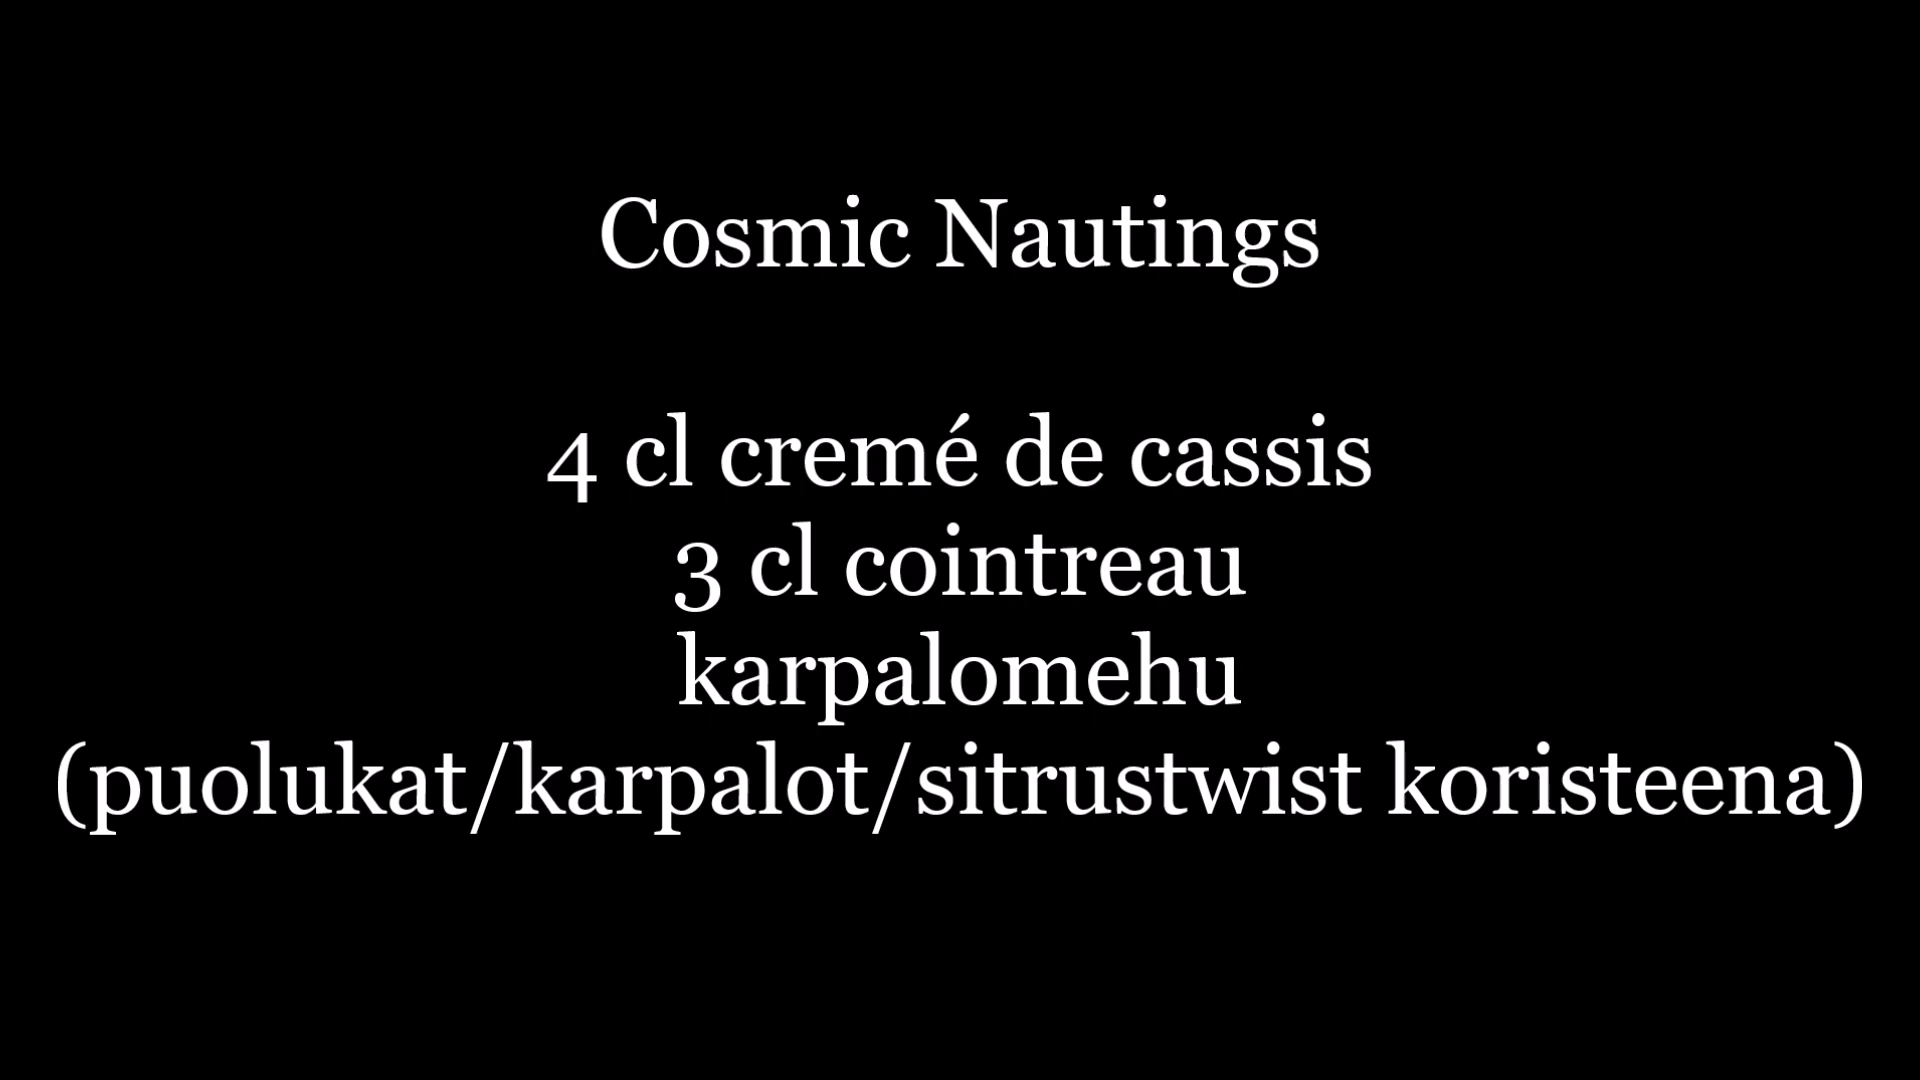 Cosmic Nautings
4 cl cremé de cassis
3 cl cointreau
karpalomehu
(puolukat/karpalot/sitrustwist koristeena)